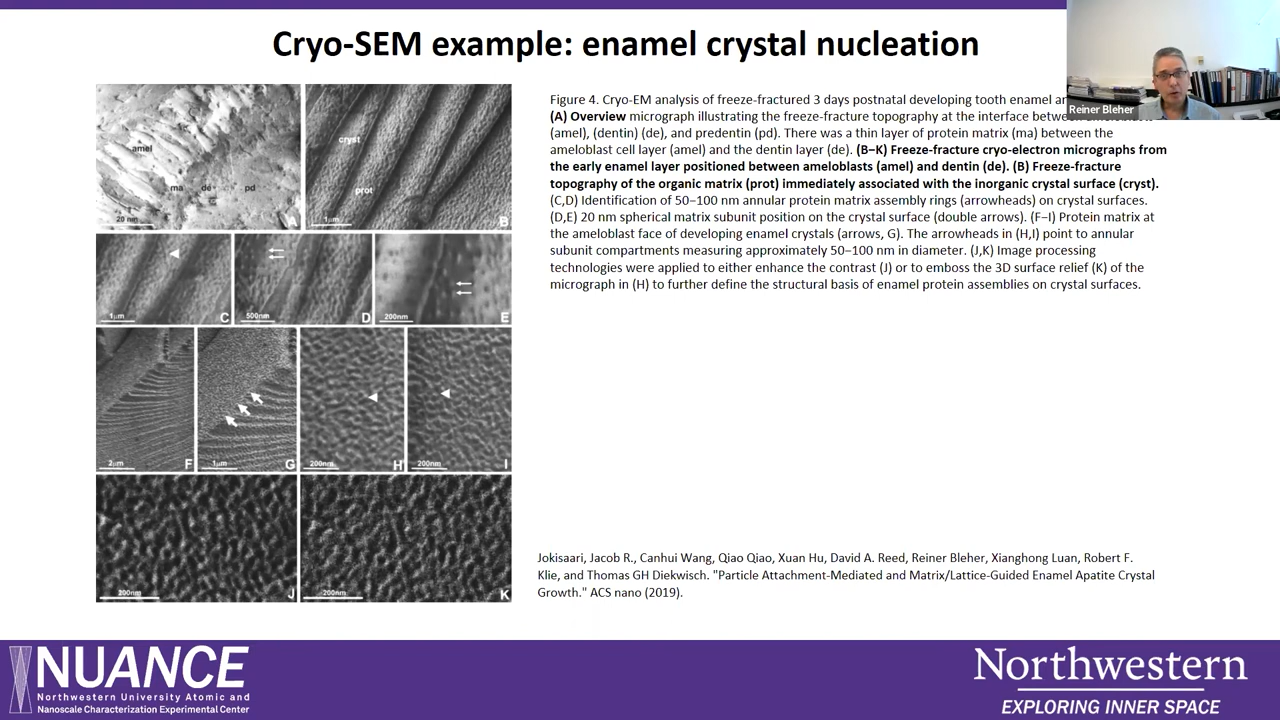 Cryo-SEM example: enamel crystal nucleation
Reiner Bleher
amel
ma
de
pd
20 nm
A
cryst
prot
1μm
B
1μm
C
500nm
D
200nm
E
2μm
F
1μm
G
200nm
H
200nm
I
200nm
J
200nm
K
Figure 4. Cryo-EM analysis of freeze-fractured 3 days postnatal developing tooth enamel
(A) Overview micrograph illustrating the freeze-fracture topography at the interface
(amel), (dentin) (de), and predentin (pd). There was a thin layer of protein matrix (ma) between the
ameloblast cell layer (amel) and the dentin layer (de). (B−K) Freeze-fracture cryo-electron micrographs from
the early enamel layer positioned between ameloblasts (amel) and dentin (de). (B) Freeze-fracture
topography of the organic matrix (prot) immediately associated with the inorganic crystal surface (cryst).
(C,D) Identification of 50−100 nm annular protein matrix assembly rings (arrowheads) on crystal surfaces.
(D,E) 20 nm spherical matrix subunit position on the crystal surface (double arrows). (F−I) Protein matrix at
the ameloblast face of developing enamel crystals (arrows, G). The arrowheads in (H,I) point to annular
subunit compartments measuring approximately 50−100 nm in diameter. (J,K) Image processing
technologies were applied to either enhance the contrast (J) or to emboss the 3D surface relief (K) of the
micrograph in (H) to further define the structural basis of enamel protein assemblies on crystal surfaces.
Jokisaari, Jacob R., Canhui Wang, Qiao Qiao, Xuan Hu, David A. Reed, Reiner Bleher, Xianghong Luan, Robert F.
Klie, and Thomas GH Diekwisch. "Particle Attachment-Mediated and Matrix/Lattice-Guided Enamel Apatite Crystal
Growth." ACS nano (2019).
NUANCE
Northwestern University Atomic and
Nanoscale Characterization Experimental Center
Northwestern
EXPLORING INNER SPACE